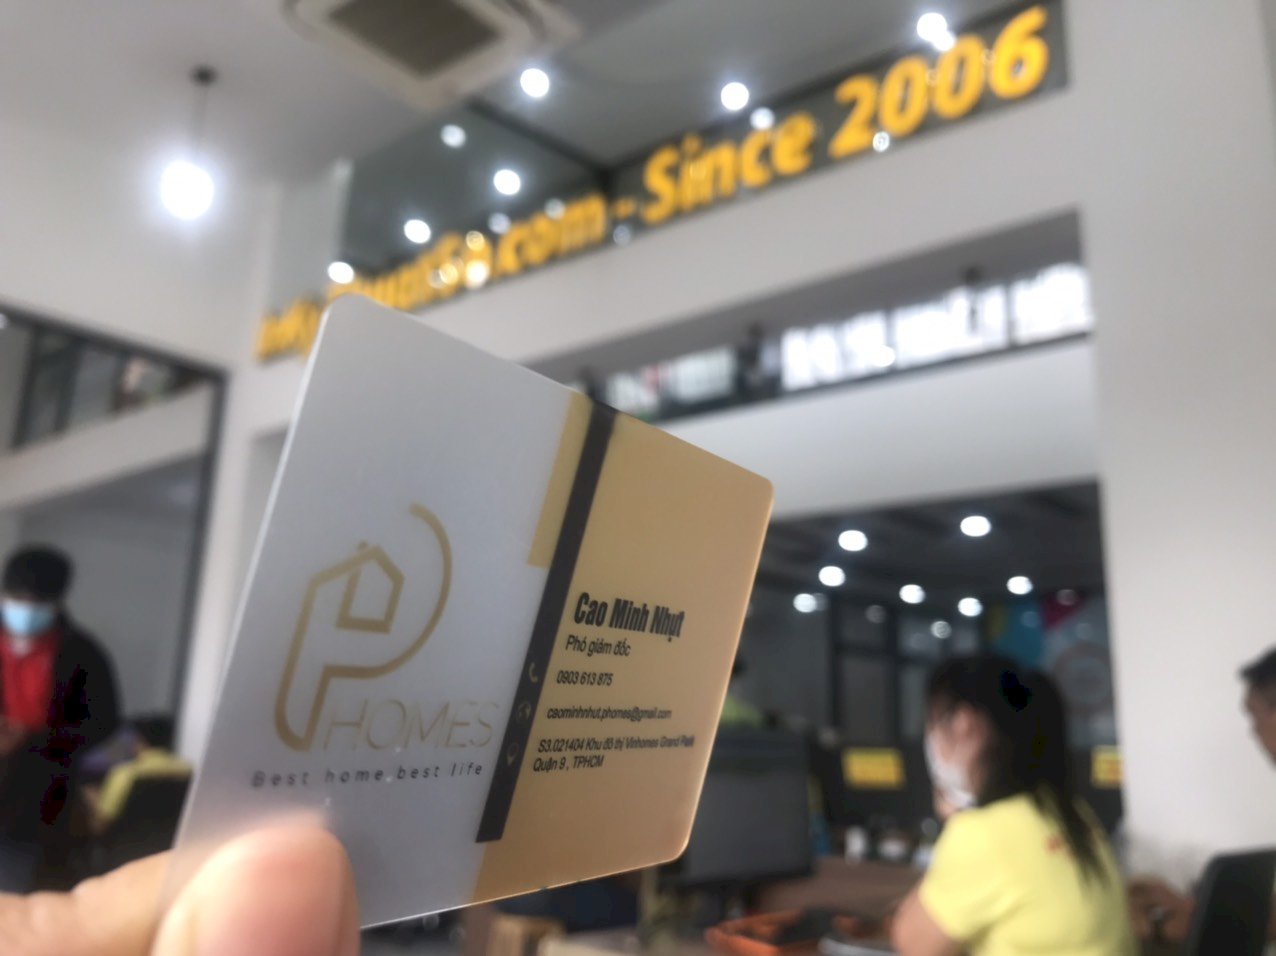 Since 2006
PHOMES
Best home, best life
Cao Minh Nhựt
Phó giám đốc
0903 613 875
caominhnhut.phomes@gmail.com
S3.021404 Khu đô thị Vinhomes Grand Park
Quận 9, TPHCM